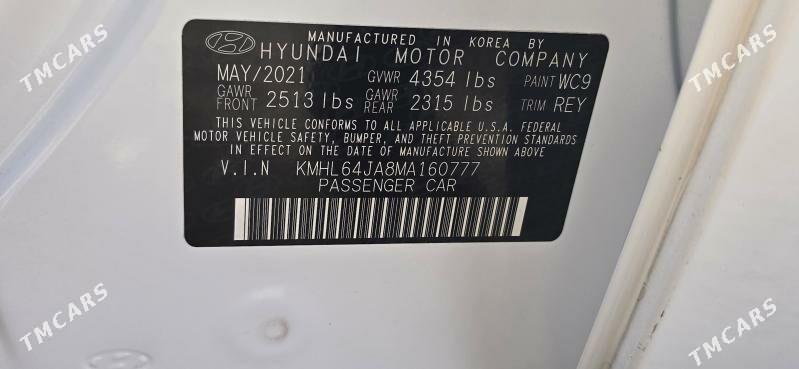 TMCARS
TMCARS
MANUFACTURED IN KOREA BY
HYUNDAI MOTOR COMPANY
MAY/2021 GVWR 4354 lbs PAINT WC9
GAWR FRONT 2513 lbs GAWR REAR 2315 lbs TRIM REY
THIS VEHICLE CONFORMS TO ALL APPLICABLE U.S.A. FEDERAL
MOTOR VEHICLE SAFETY, BUMPER, AND THEFT PREVENTION STANDARDS
IN EFFECT ON THE DATE OF MANUFACTURE SHOWN ABOVE
V.I.N KMHL64JA8MA160777
PASSENGER CAR
TMCARS
TMCARS